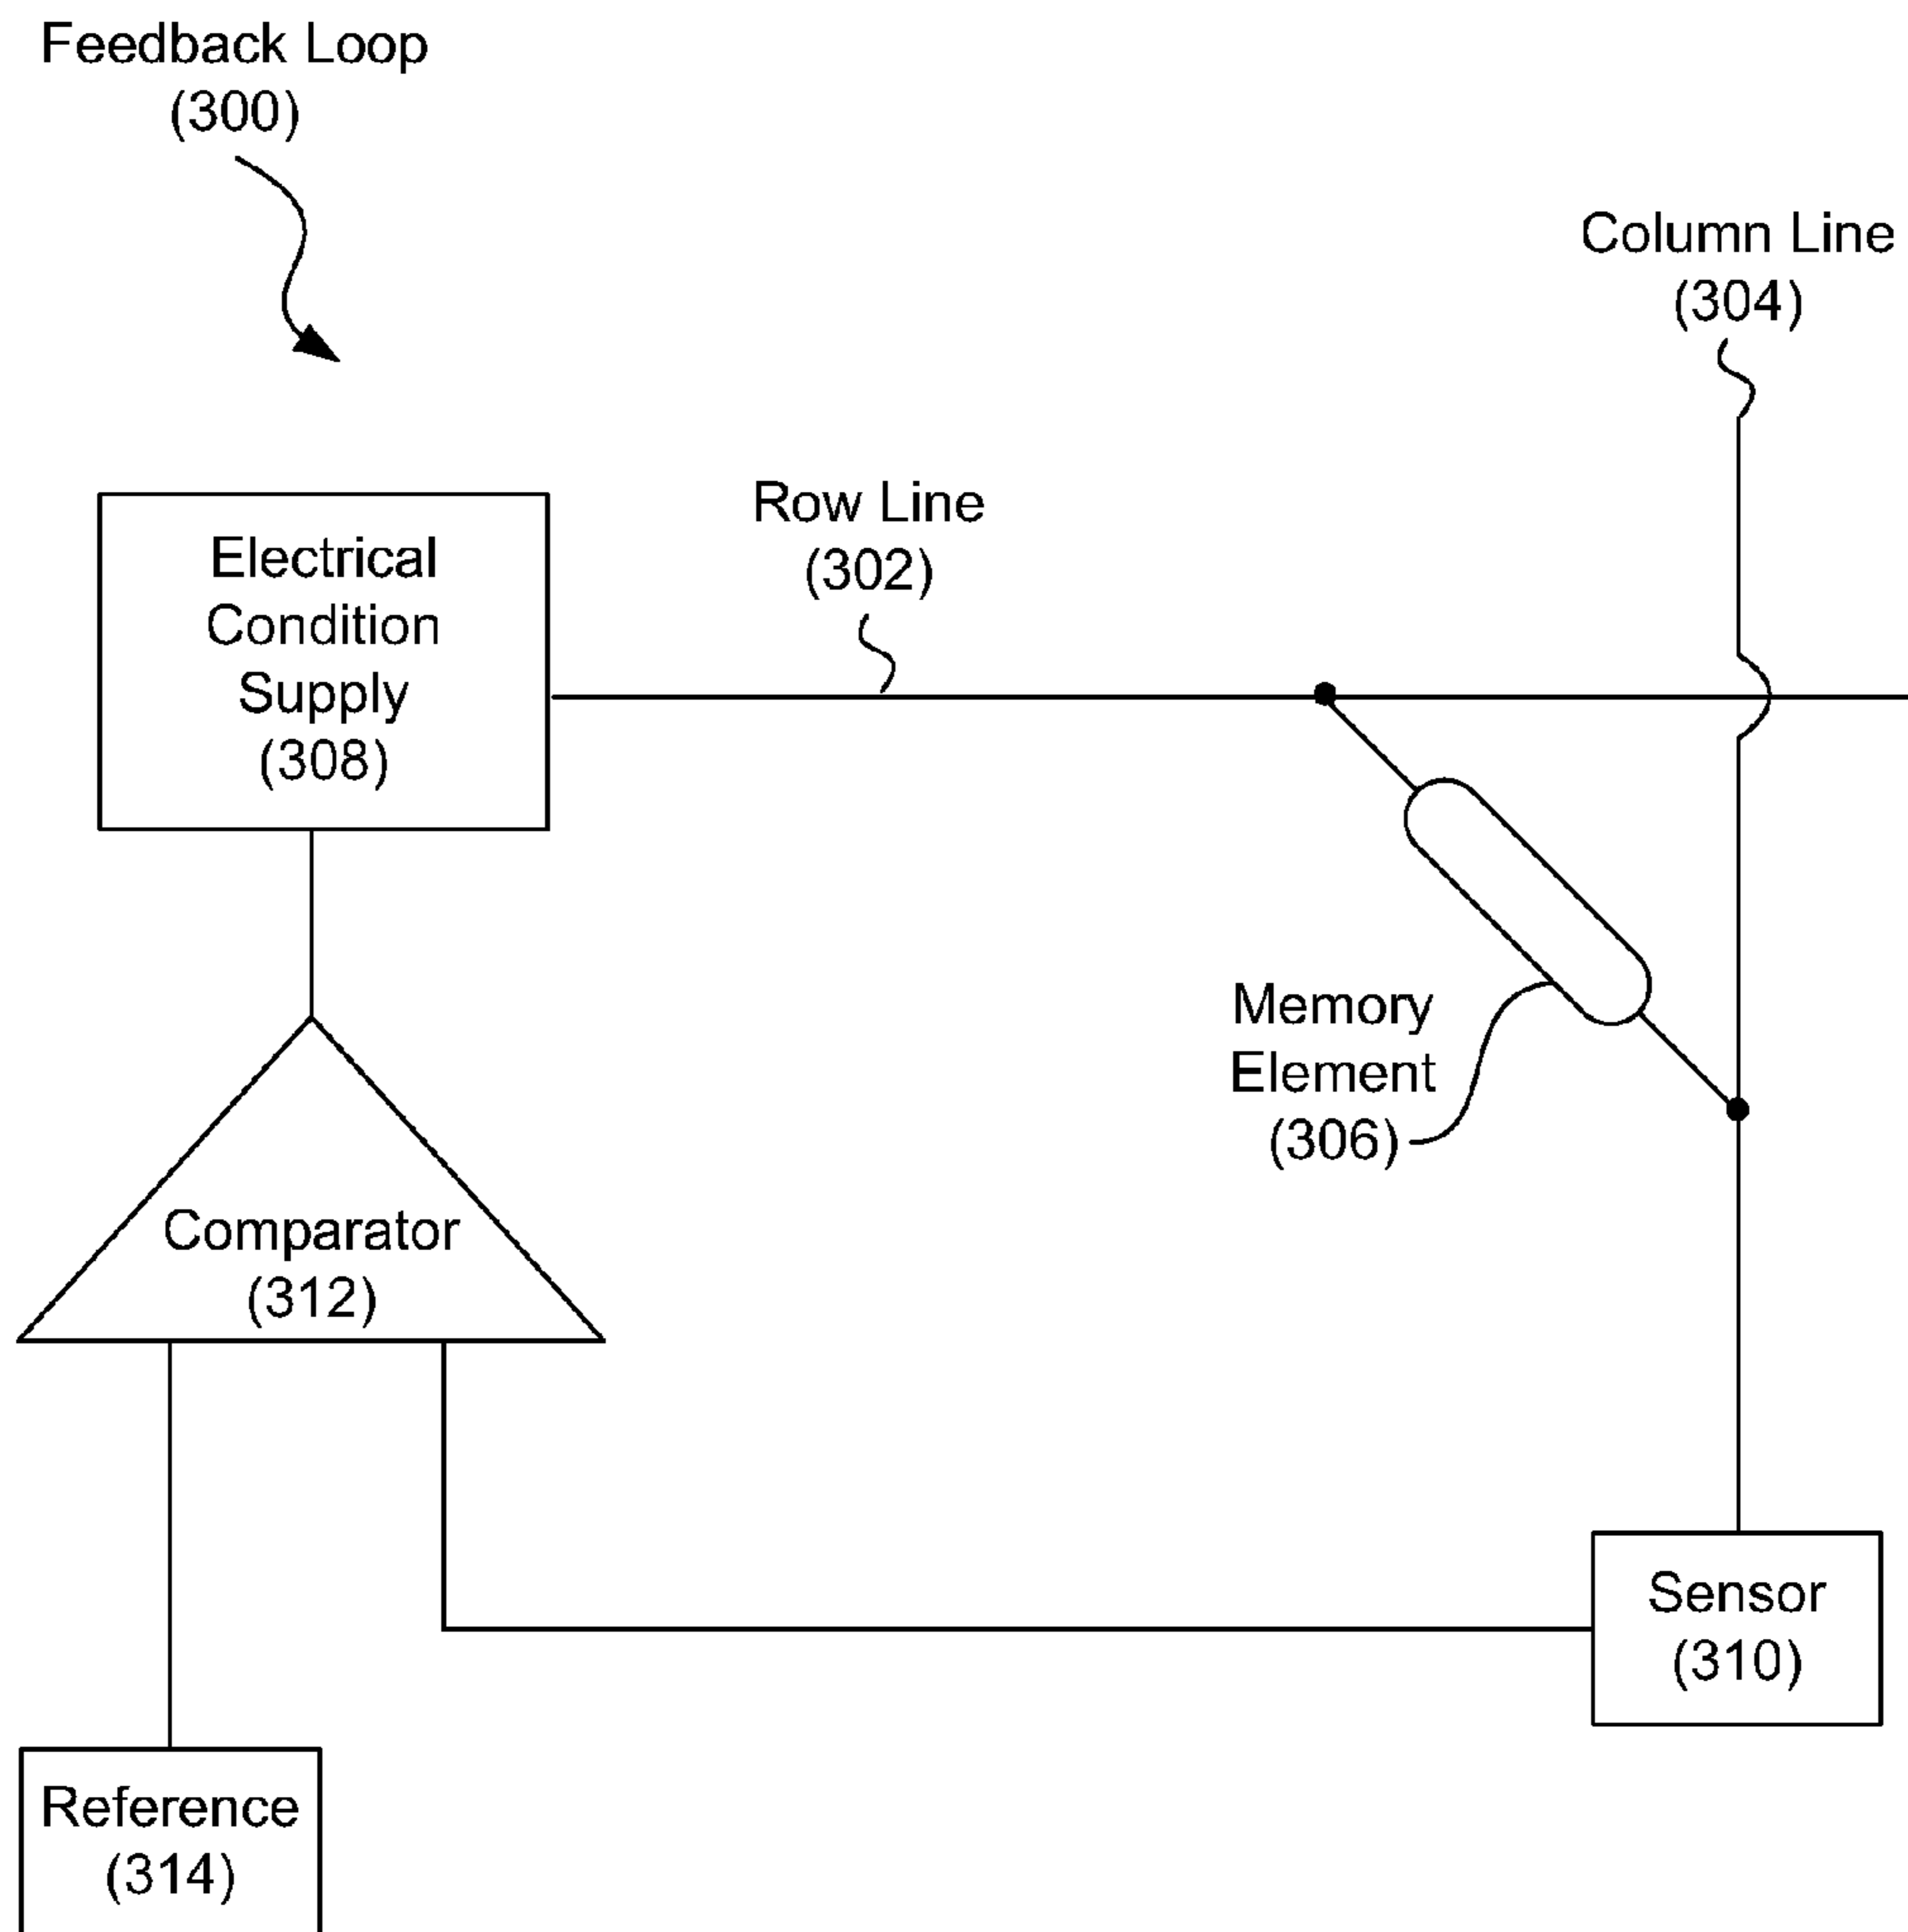 Feedback Loop
(300)
Column Line
(304)
Row Line
(302)
Electrical
Condition
Supply
(308)
Memory
Element
(306)
Comparator
(312)
Sensor
(310)
Reference
(314)